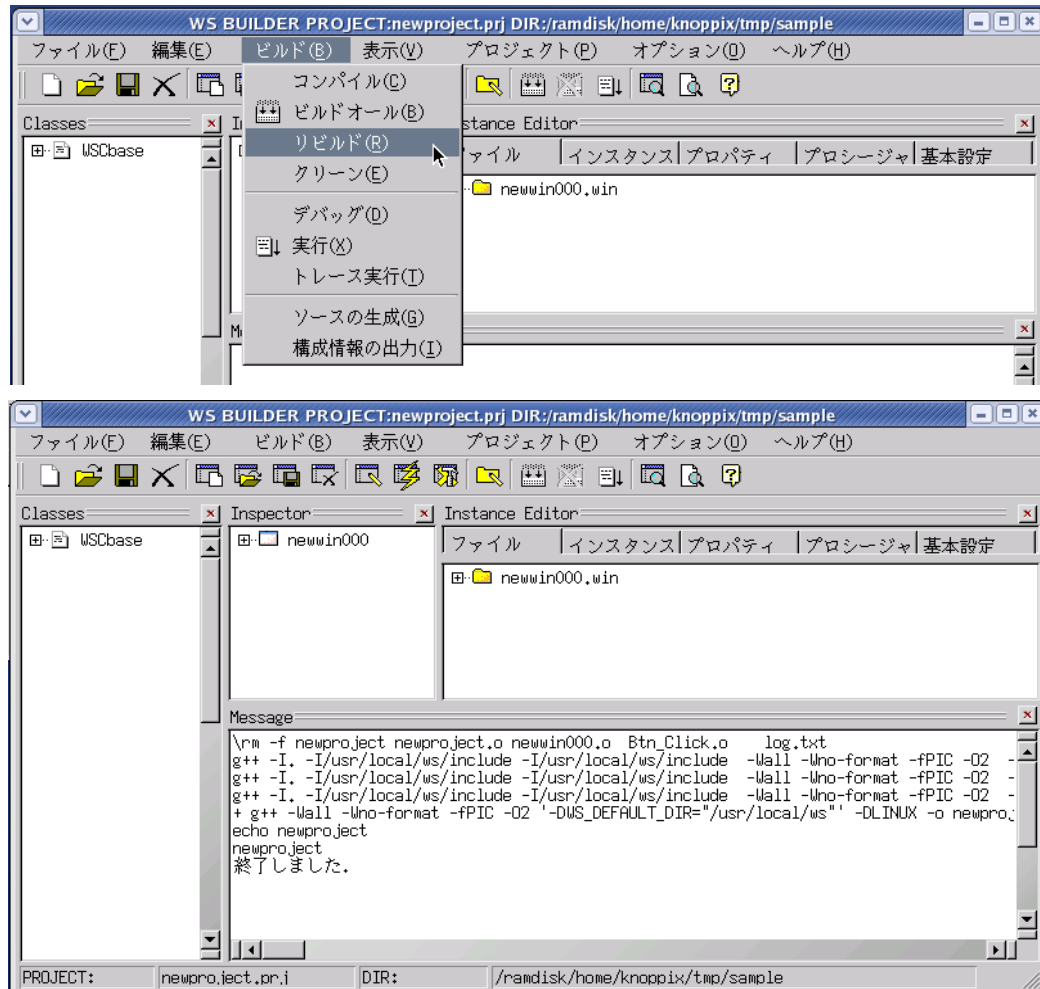 WS BUILDER PROJECT:newproject.prj DIR:/ramdisk/home/knoppix/tmp/sample
ファイル(F) 編集(E) ビルド(B) 表示(V) プロジェクト(P) オプション(O) ヘルプ(H)
コンパイル(C)
ビルドオール(B)
リビルド(R)
クリーン(E)
デバッグ(D)
実行(X)
トレース実行(T)
ソースの生成(G)
構成情報の出力(I)
Classes
WSCbase
stance Editor
ァイル インスタンス プロパティ プロシージャ 基本設定
newwin000.win
WS BUILDER PROJECT:newproject.prj DIR:/ramdisk/home/knoppix/tmp/sample
ファイル(F) 編集(E) ビルド(B) 表示(V) プロジェクト(P) オプション(O) ヘルプ(H)
Classes Inspector Instance Editor
WSCbase
newwin000
ファイル インスタンス プロパティ プロシージャ 基本設定
newwin000.win
Message
\rm -f newproject newproject.o newwin000.o Btn_Click.o log.txt
g++ -I. -I/usr/local/ws/include -I/usr/local/ws/include -Wall -Wno-format -fPIC -O2 -
g++ -I. -I/usr/local/ws/include -I/usr/local/ws/include -Wall -Wno-format -fPIC -O2 -
g++ -I. -I/usr/local/ws/include -I/usr/local/ws/include -Wall -Wno-format -fPIC -O2 -
+ g++ -Wall -Wno-format -fPIC -O2 '-DWS_DEFAULT_DIR="/usr/local/ws"' -DLINUX -o newproj
echo newproject
newproject
終了しました.
PROJECT: newproject.prj DIR: /ramdisk/home/knoppix/tmp/sample